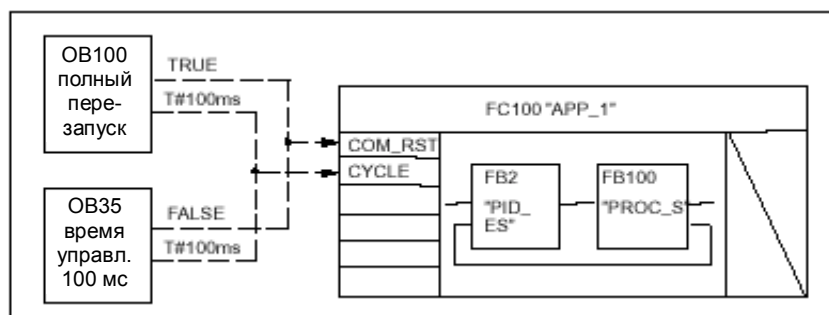 OB100
полный
пере-
запуск
TRUE
T#100ms
OB35
время
управл.
100 мс
FALSE
T#100ms
FC100 "APP_1"
COM_RST
CYCLE
FB2
"PID_
ES"
FB100
"PROC_S"